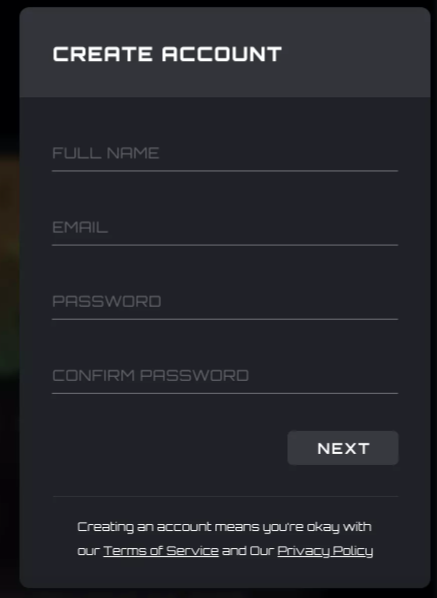 CREATE ACCOUNT
FULL NAME
EMAIL
PASSWORD
CONFIRM PASSWORD
NEXT
Creating an account means you're okay with
our Terms of Service and Our Privacy Policy